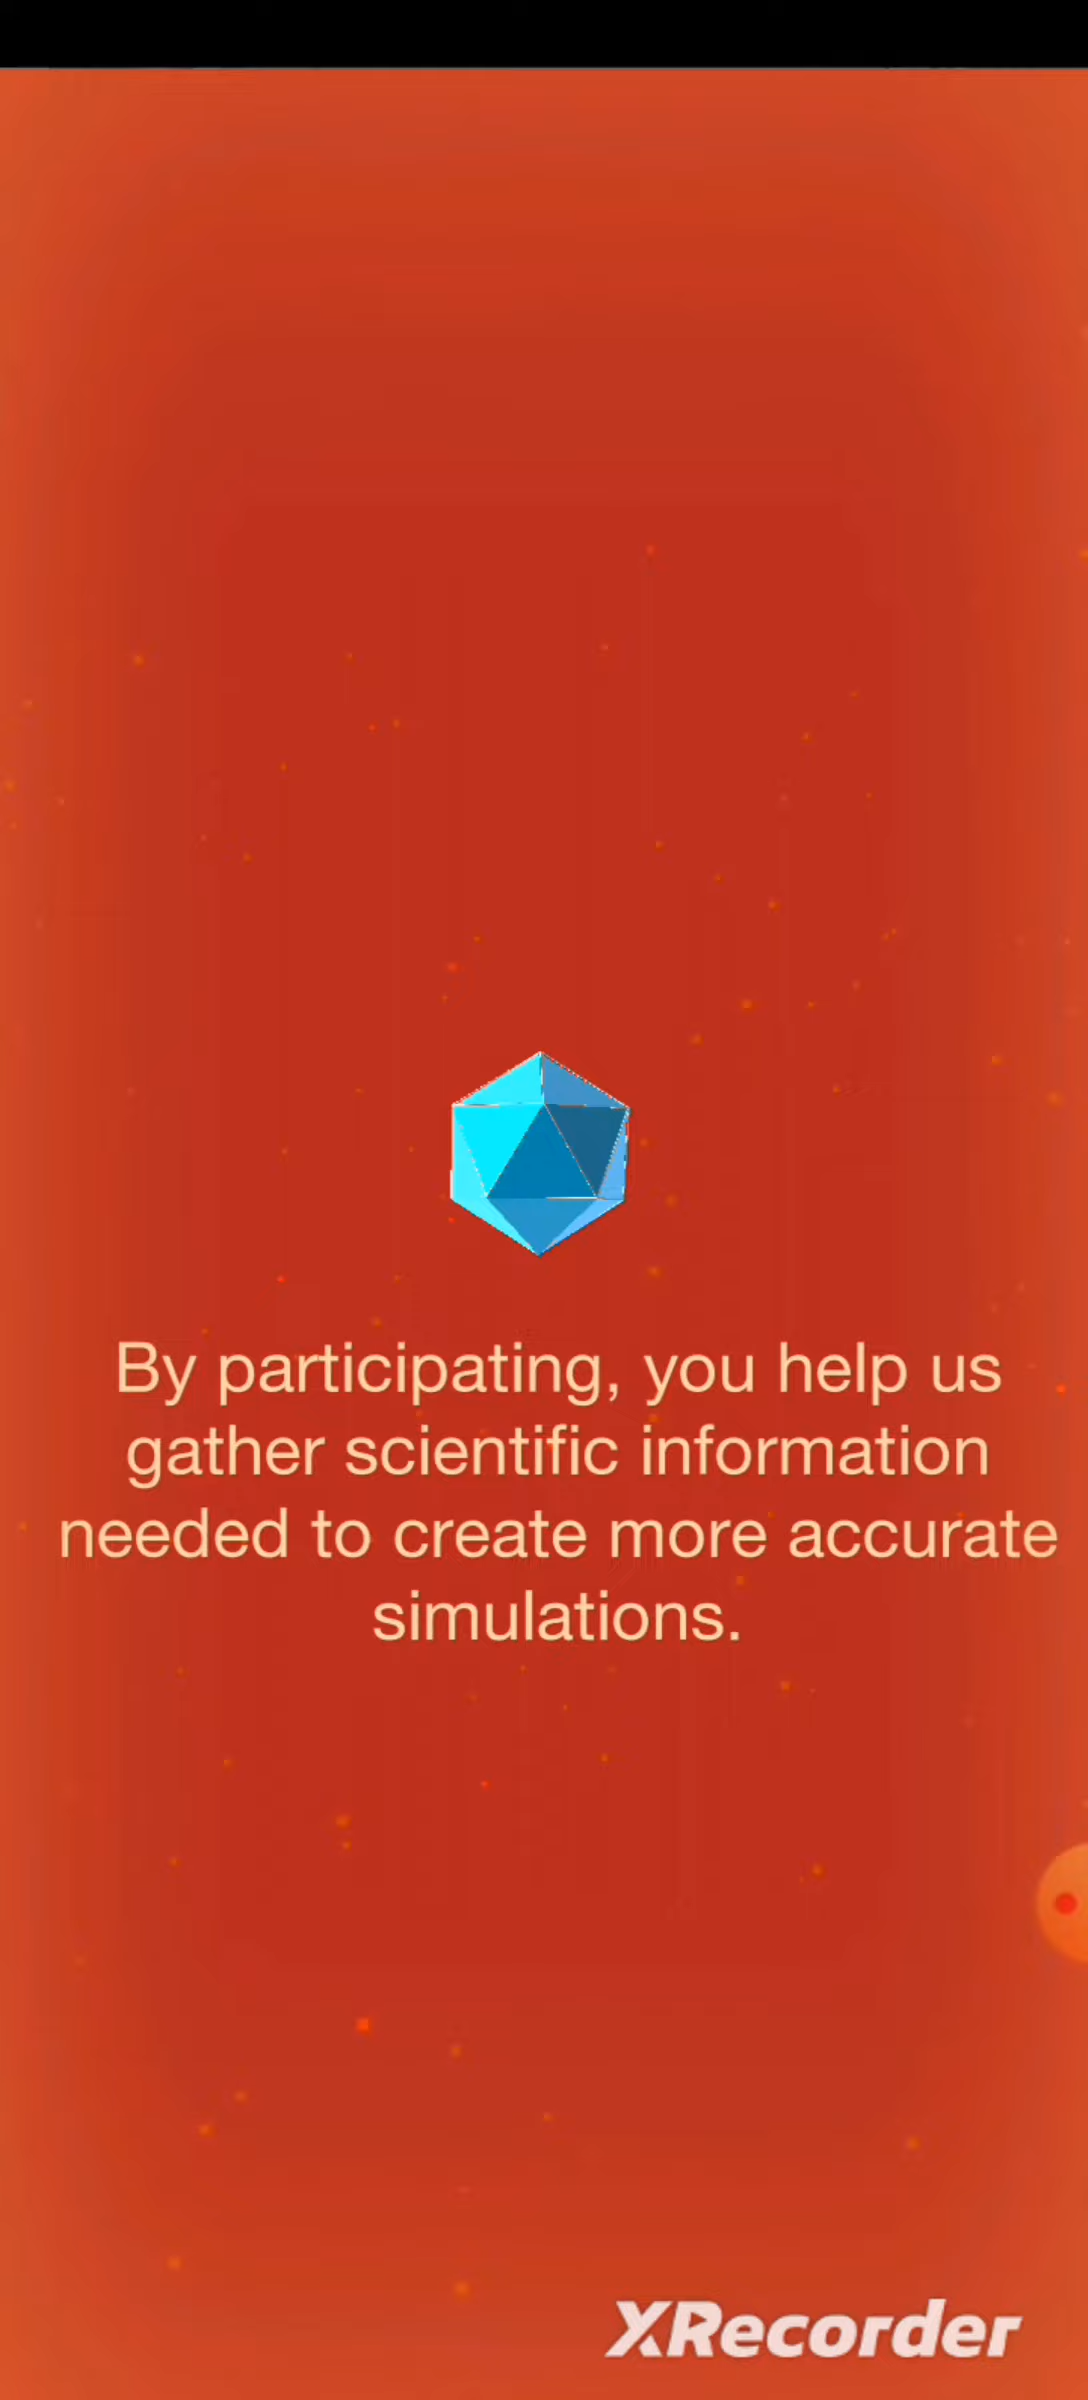 By participating, you help us
gather scientific information
needed to create more accurate
simulations.
XRecorder